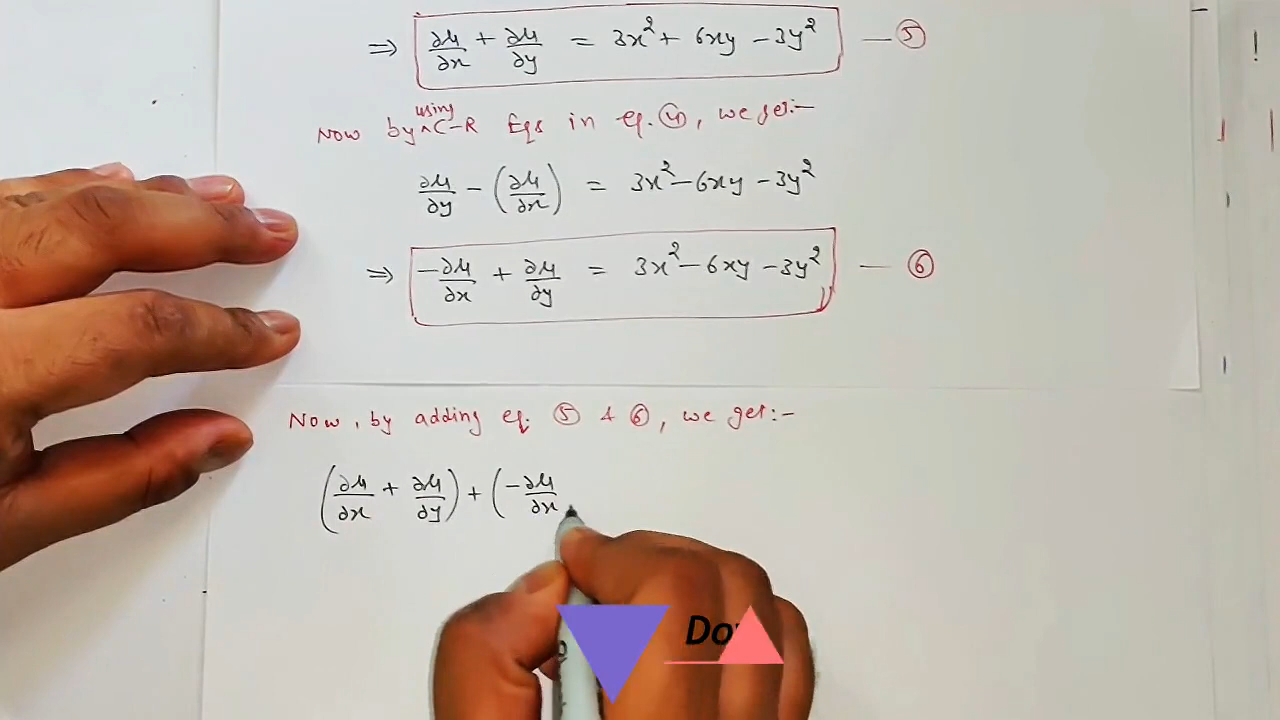 ⇒ ∂u/∂x + ∂u/∂y = 3x² + 6xy − 3y² — ⑤
Now by using C-R Eqs in eq. ④, we get:-
∂u/∂y − (∂u/∂x) = 3x² − 6xy − 3y²
⇒ −∂u/∂x + ∂u/∂y = 3x² − 6xy − 3y² — ⑥
Now, by adding eq. ⑤ & ⑥, we get:-
(∂u/∂x + ∂u/∂y) + (−∂u/∂x